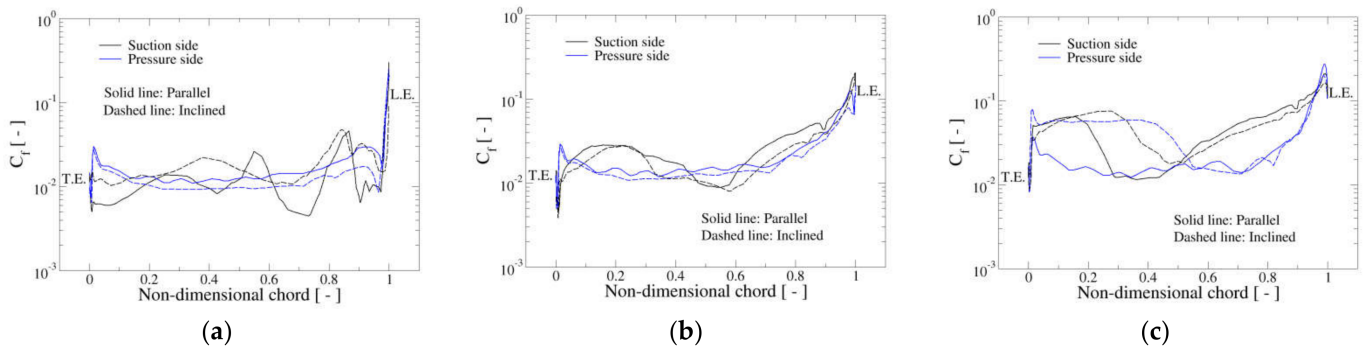 10^0
Suction side
Pressure side
Solid line: Parallel
Dashed line: Inclined
L.E.
10^-1
C_f [ - ]
T.E.
10^-2
10^-3
0 0.2 0.4 0.6 0.8 1
Non-dimensional chord [ - ]
(a)
10^0
Suction side
Pressure side
L.E.
10^-1
C_f [ - ]
T.E.
10^-2
Solid line: Parallel
Dashed line: Inclined
10^-3
0 0.2 0.4 0.6 0.8 1
Non-dimensional chord [ - ]
(b)
10^0
Suction side
Pressure side
L.E.
10^-1
C_f [ - ]
T.E.
10^-2
Solid line: Parallel
Dashed line: Inclined
10^-3
0 0.2 0.4 0.6 0.8 1
Non-dimensional chord [ - ]
(c)